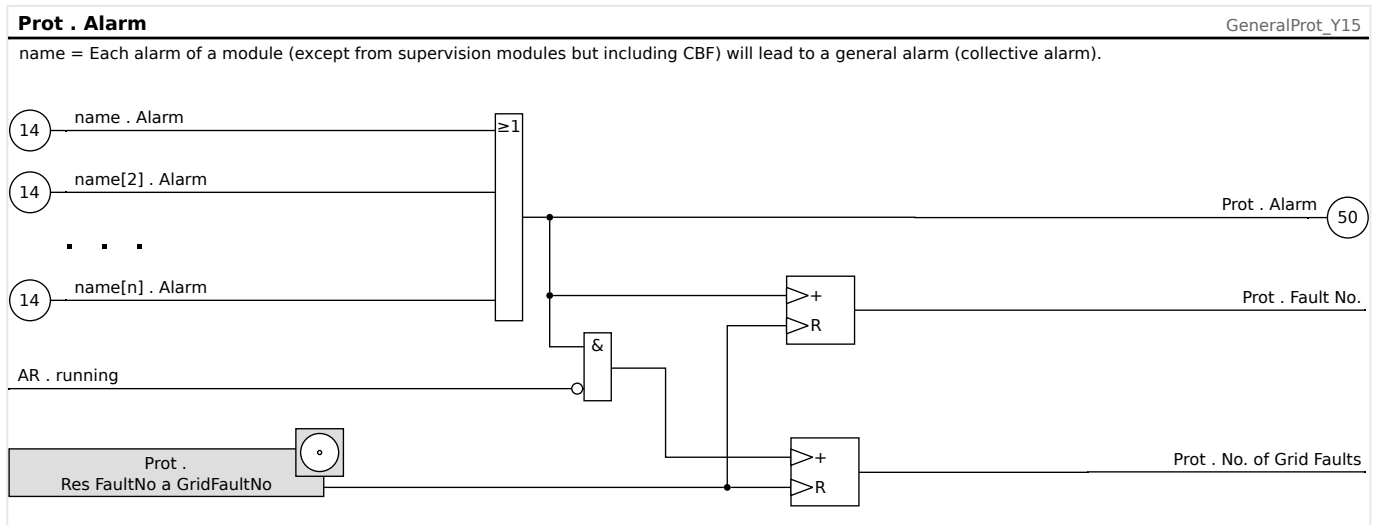 Prot . Alarm
GeneralProt_Y15
name = Each alarm of a module (except from supervision modules but including CBF) will lead to a general alarm (collective alarm).
14
name . Alarm
≥1
14
name[2] . Alarm
Prot . Alarm
50
14
name[n] . Alarm
+
R
Prot . Fault No.
&
AR . running
Prot .
Res FaultNo a GridFaultNo
+
R
Prot . No. of Grid Faults